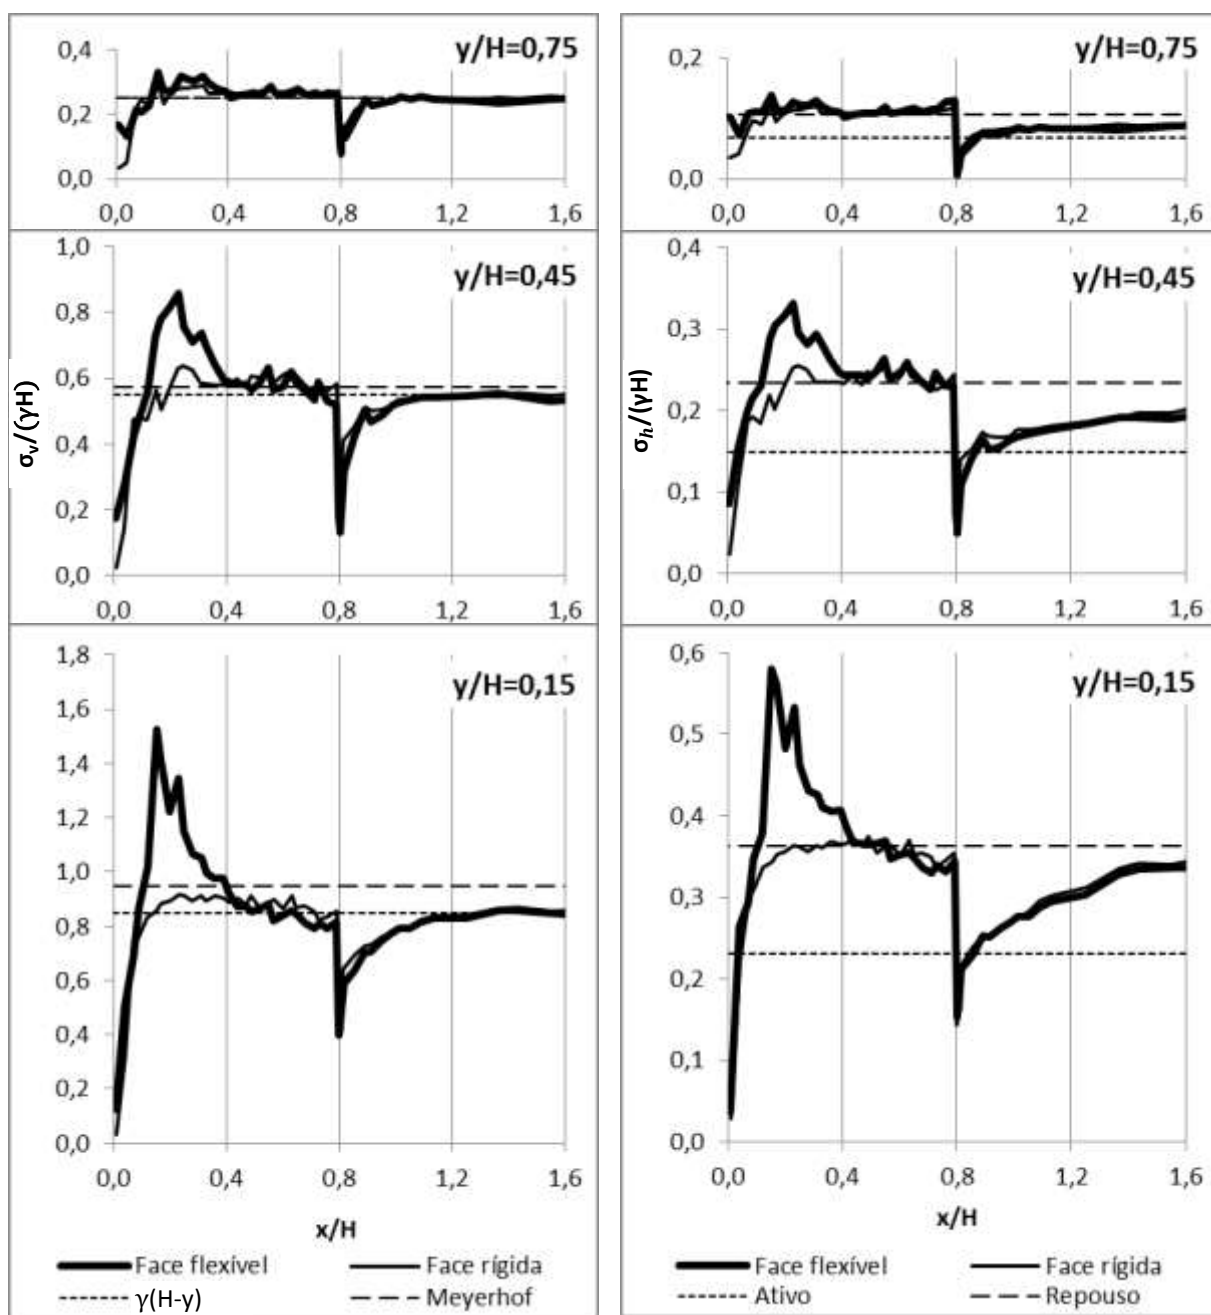 y/H=0,75
0,4
0,2
0,0
0,0 0,4 0,8 1,2 1,6
y/H=0,45
1,0
0,8
0,6
0,4
0,2
0,0
0,0 0,4 0,8 1,2 1,6
σv/(γH)
y/H=0,15
1,8
1,6
1,4
1,2
1,0
0,8
0,6
0,4
0,2
0,0
0,0 0,4 0,8 1,2 1,6
x/H
Face flexível Face rígida
γ(H-y) Meyerhof
y/H=0,75
0,2
0,0
0,0 0,4 0,8 1,2 1,6
y/H=0,45
0,4
0,3
0,2
0,1
0,0
0,0 0,4 0,8 1,2 1,6
σh/(γH)
y/H=0,15
0,6
0,5
0,4
0,3
0,2
0,1
0,0
0,0 0,4 0,8 1,2 1,6
x/H
Face flexível Face rígida
Ativo Repouso